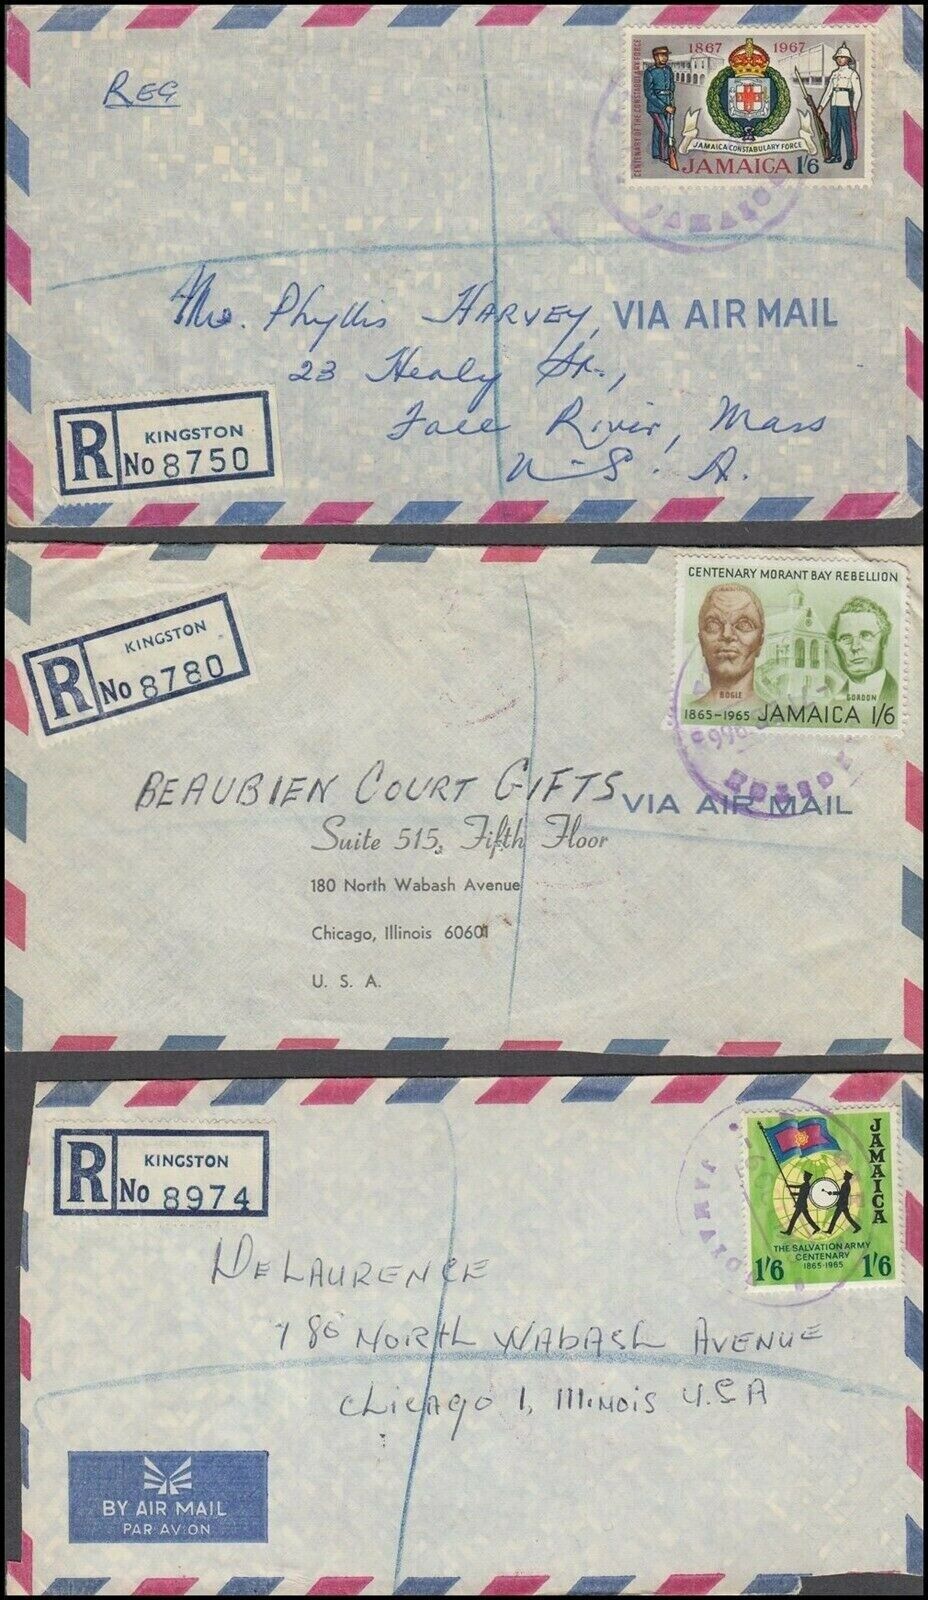 REG
1867 1967
CENTENARY OF THE CONSTABULARY FORCE
JAMAICA CONSTABULARY FORCE
JAMAICA 1/6
JAMAICA
Phyllis HARVEY,
VIA AIR MAIL
23 Healy
Fall River, Mass
U.S.A.
R KINGSTON
No 8750
CENTENARY MORANT BAY REBELLION
BOGLE
GORDON
1865-1965 JAMAICA 1/6
R KINGSTON
No 8780
BEAUBIEN COURT GIFTS
VIA AIR MAIL
Suite 515, Fifth Floor
180 North Wabash Avenue
Chicago, Illinois 60601
U. S. A.
R KINGSTON
No 8974
JAMAICA
THE SALVATION ARMY
CENTENARY
1865-1965
1/6 1/6
DELAURENCE
180 NORTH WABASH AVENUE
CHICAGO 1, ILLINOIS U.S.A
BY AIR MAIL
PAR AVION